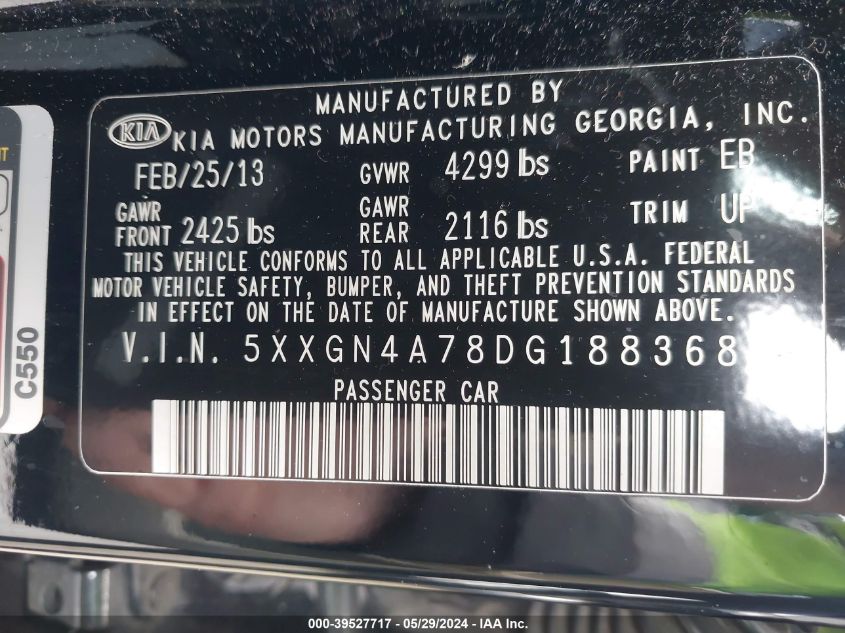 MANUFACTURED BY
KIA KIA MOTORS MANUFACTURING GEORGIA, INC.
FEB/25/13 GVWR 4299 lbs PAINT EB
GAWR FRONT 2425 lbs GAWR REAR 2116 lbs TRIM UP
THIS VEHICLE CONFORMS TO ALL APPLICABLE U.S.A. FEDERAL
MOTOR VEHICLE SAFETY, BUMPER, AND THEFT PREVENTION STANDARDS
IN EFFECT ON THE DATE OF MANUFACTURE SHOWN ABOVE.
V.I.N. 5XXGN4A78DG188368
PASSENGER CAR
C550
000-39527717 - 05/29/2024 - IAA Inc.